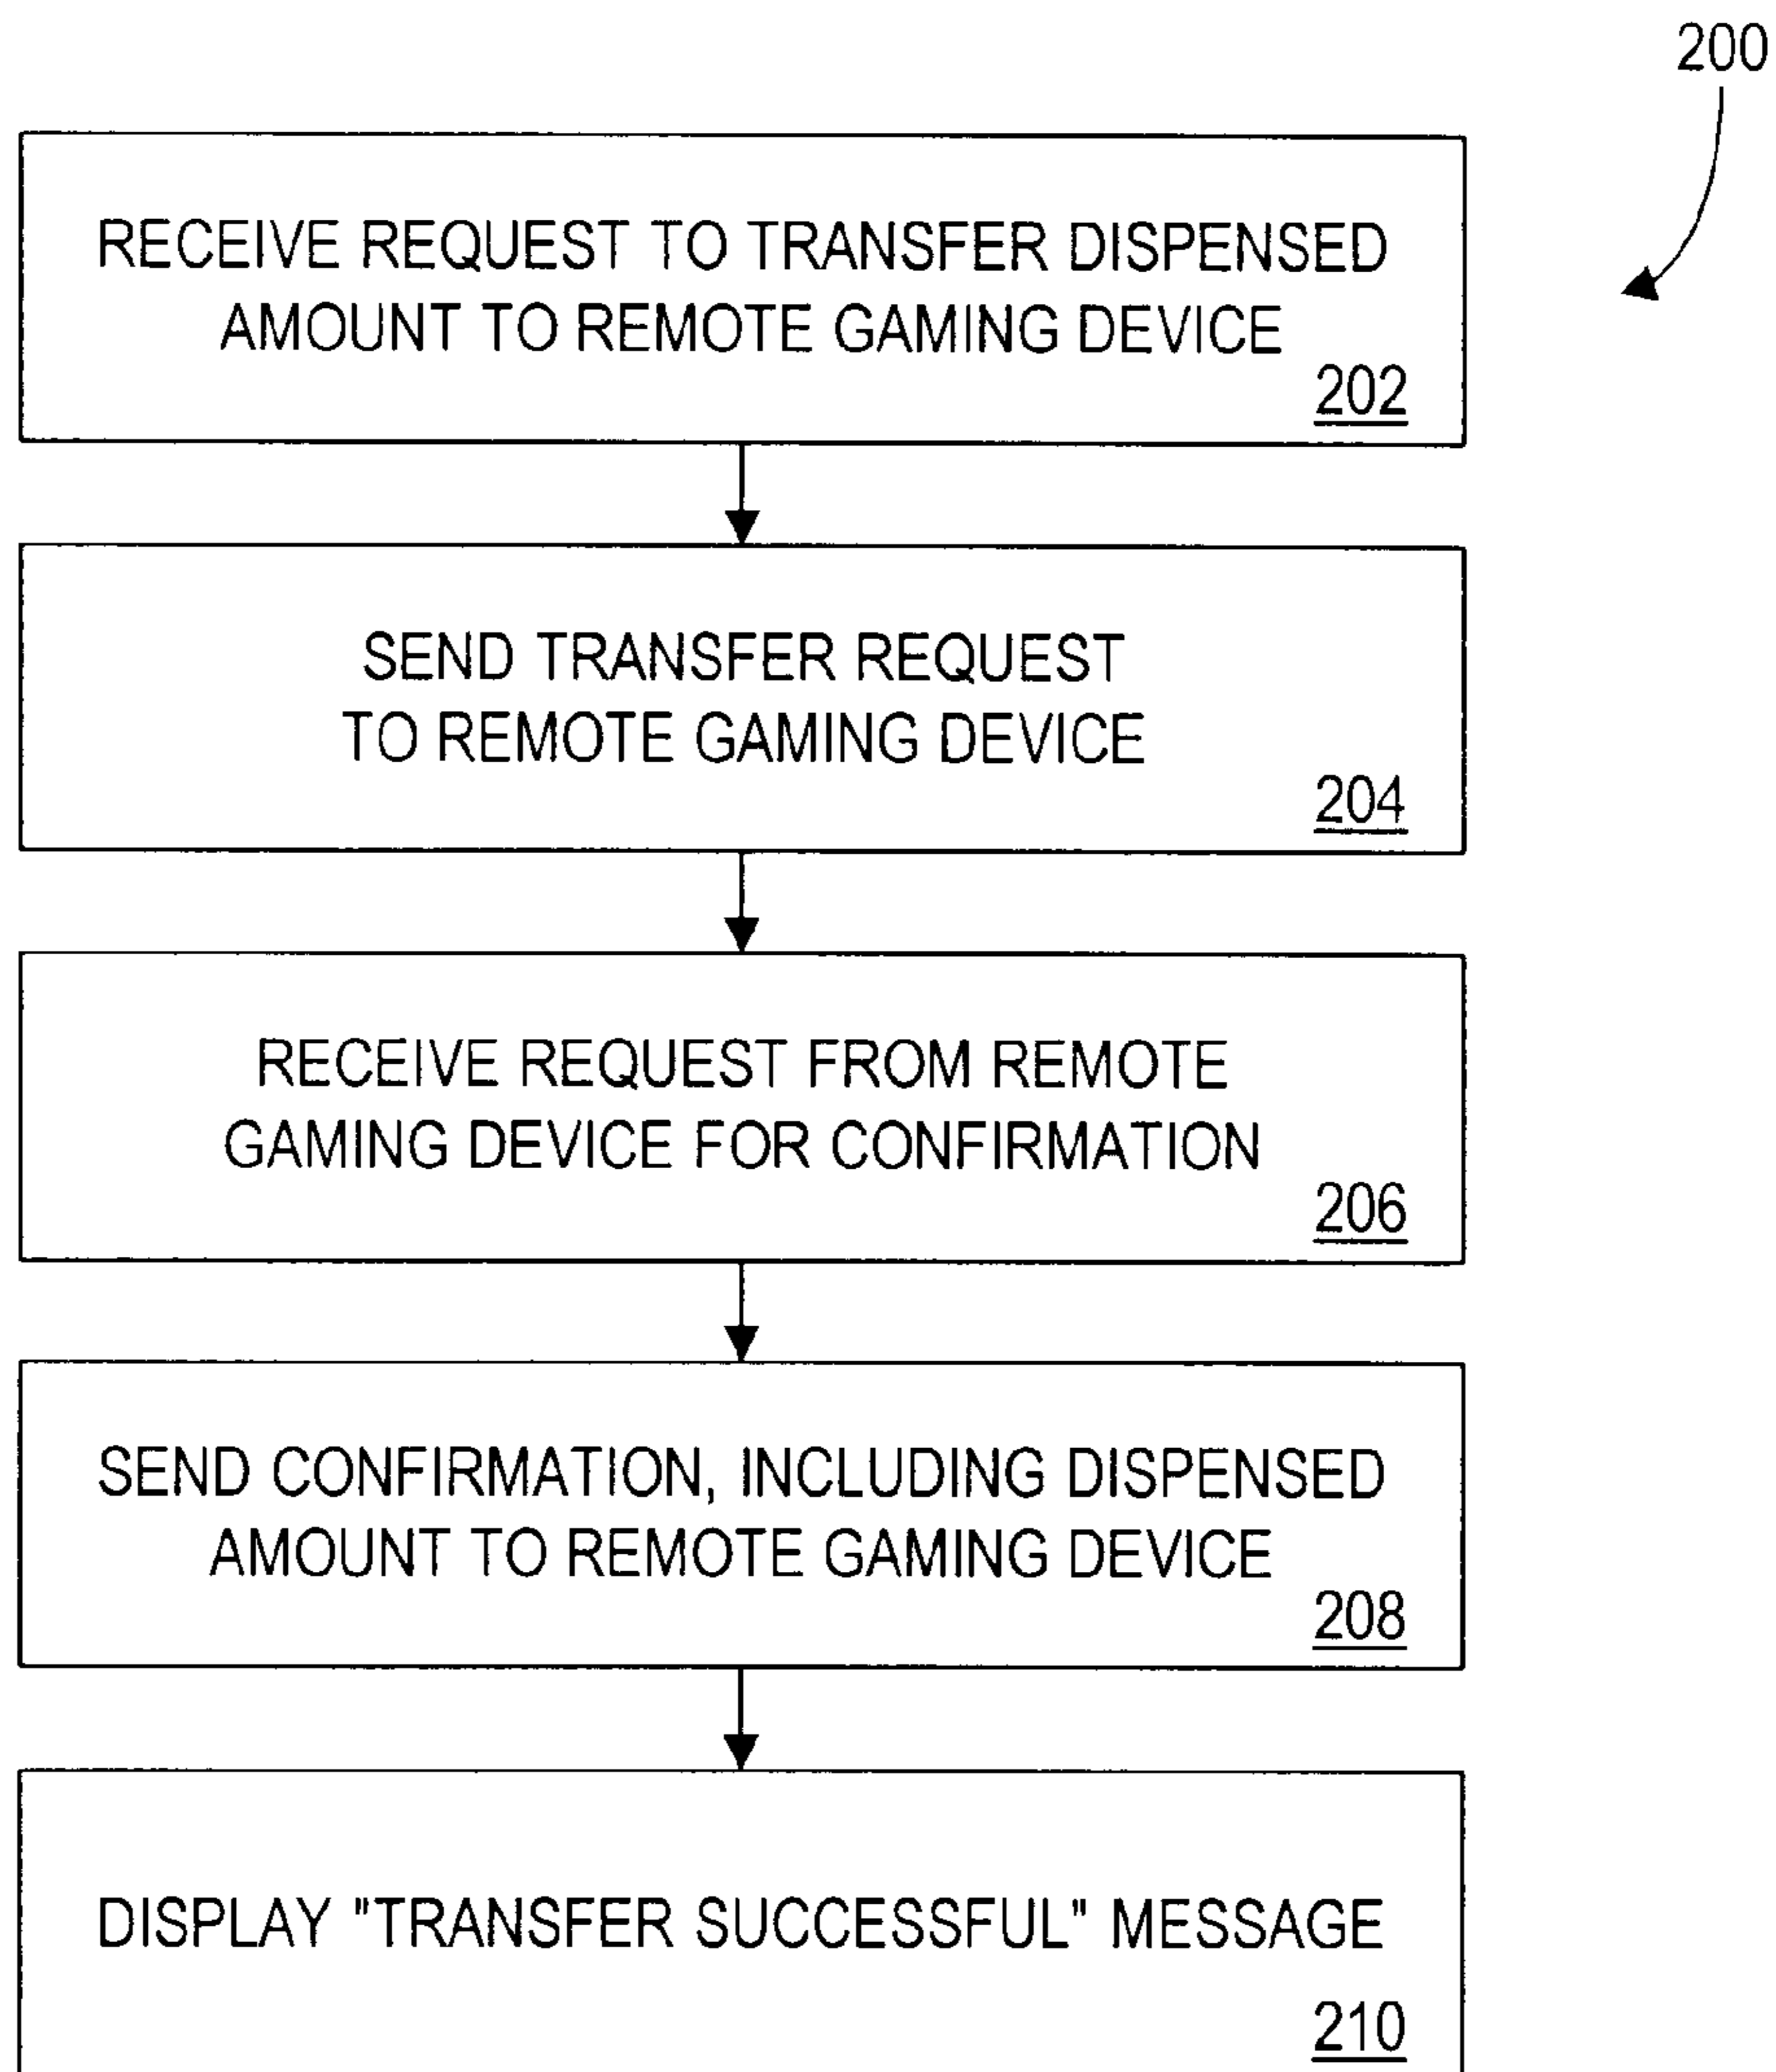 200
RECEIVE REQUEST TO TRANSFER DISPENSED
AMOUNT TO REMOTE GAMING DEVICE
202
SEND TRANSFER REQUEST
TO REMOTE GAMING DEVICE
204
RECEIVE REQUEST FROM REMOTE
GAMING DEVICE FOR CONFIRMATION
206
SEND CONFIRMATION, INCLUDING DISPENSED
AMOUNT TO REMOTE GAMING DEVICE
208
DISPLAY "TRANSFER SUCCESSFUL" MESSAGE
210